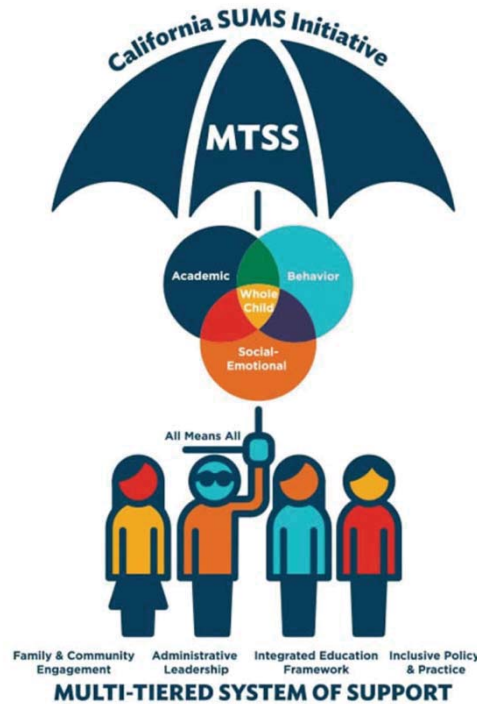 California SUMS Initiative
MTSS
Academic
Behavior
Whole
Child
Social-
Emotional
All Means All
Family & Community
Engagement
Administrative
Leadership
Integrated Education
Framework
Inclusive Policy
& Practice
MULTI-TIERED SYSTEM OF SUPPORT